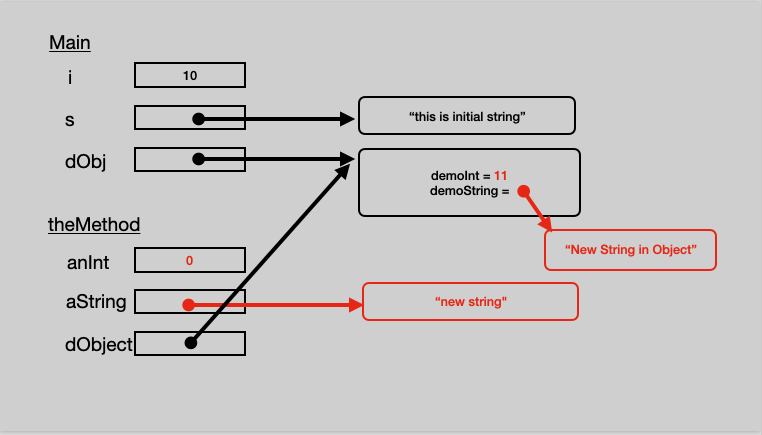 Main
i
10
s
“this is initial string”
dObj
demoInt = 11
demoString =
theMethod
“New String in Object”
anInt
0
aString
“new string"
dObject